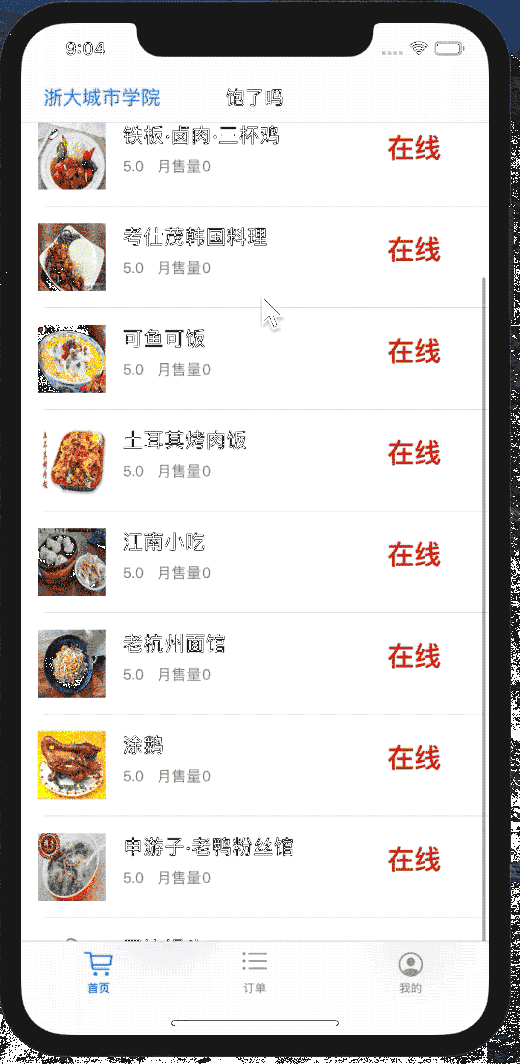 9:04
浙大城市学院
饱了吗
铁板·卤肉·三杯鸡
5.0 月售量0
在线
考仕茂韩国料理
5.0 月售量0
在线
可鱼可饭
5.0 月售量0
在线
土耳其烤肉饭
5.0 月售量0
在线
江南小吃
5.0 月售量0
在线
老杭州面馆
5.0 月售量0
在线
涂鹅
5.0 月售量0
在线
申游子·老鸭粉丝馆
5.0 月售量0
在线
首页
订单
我的